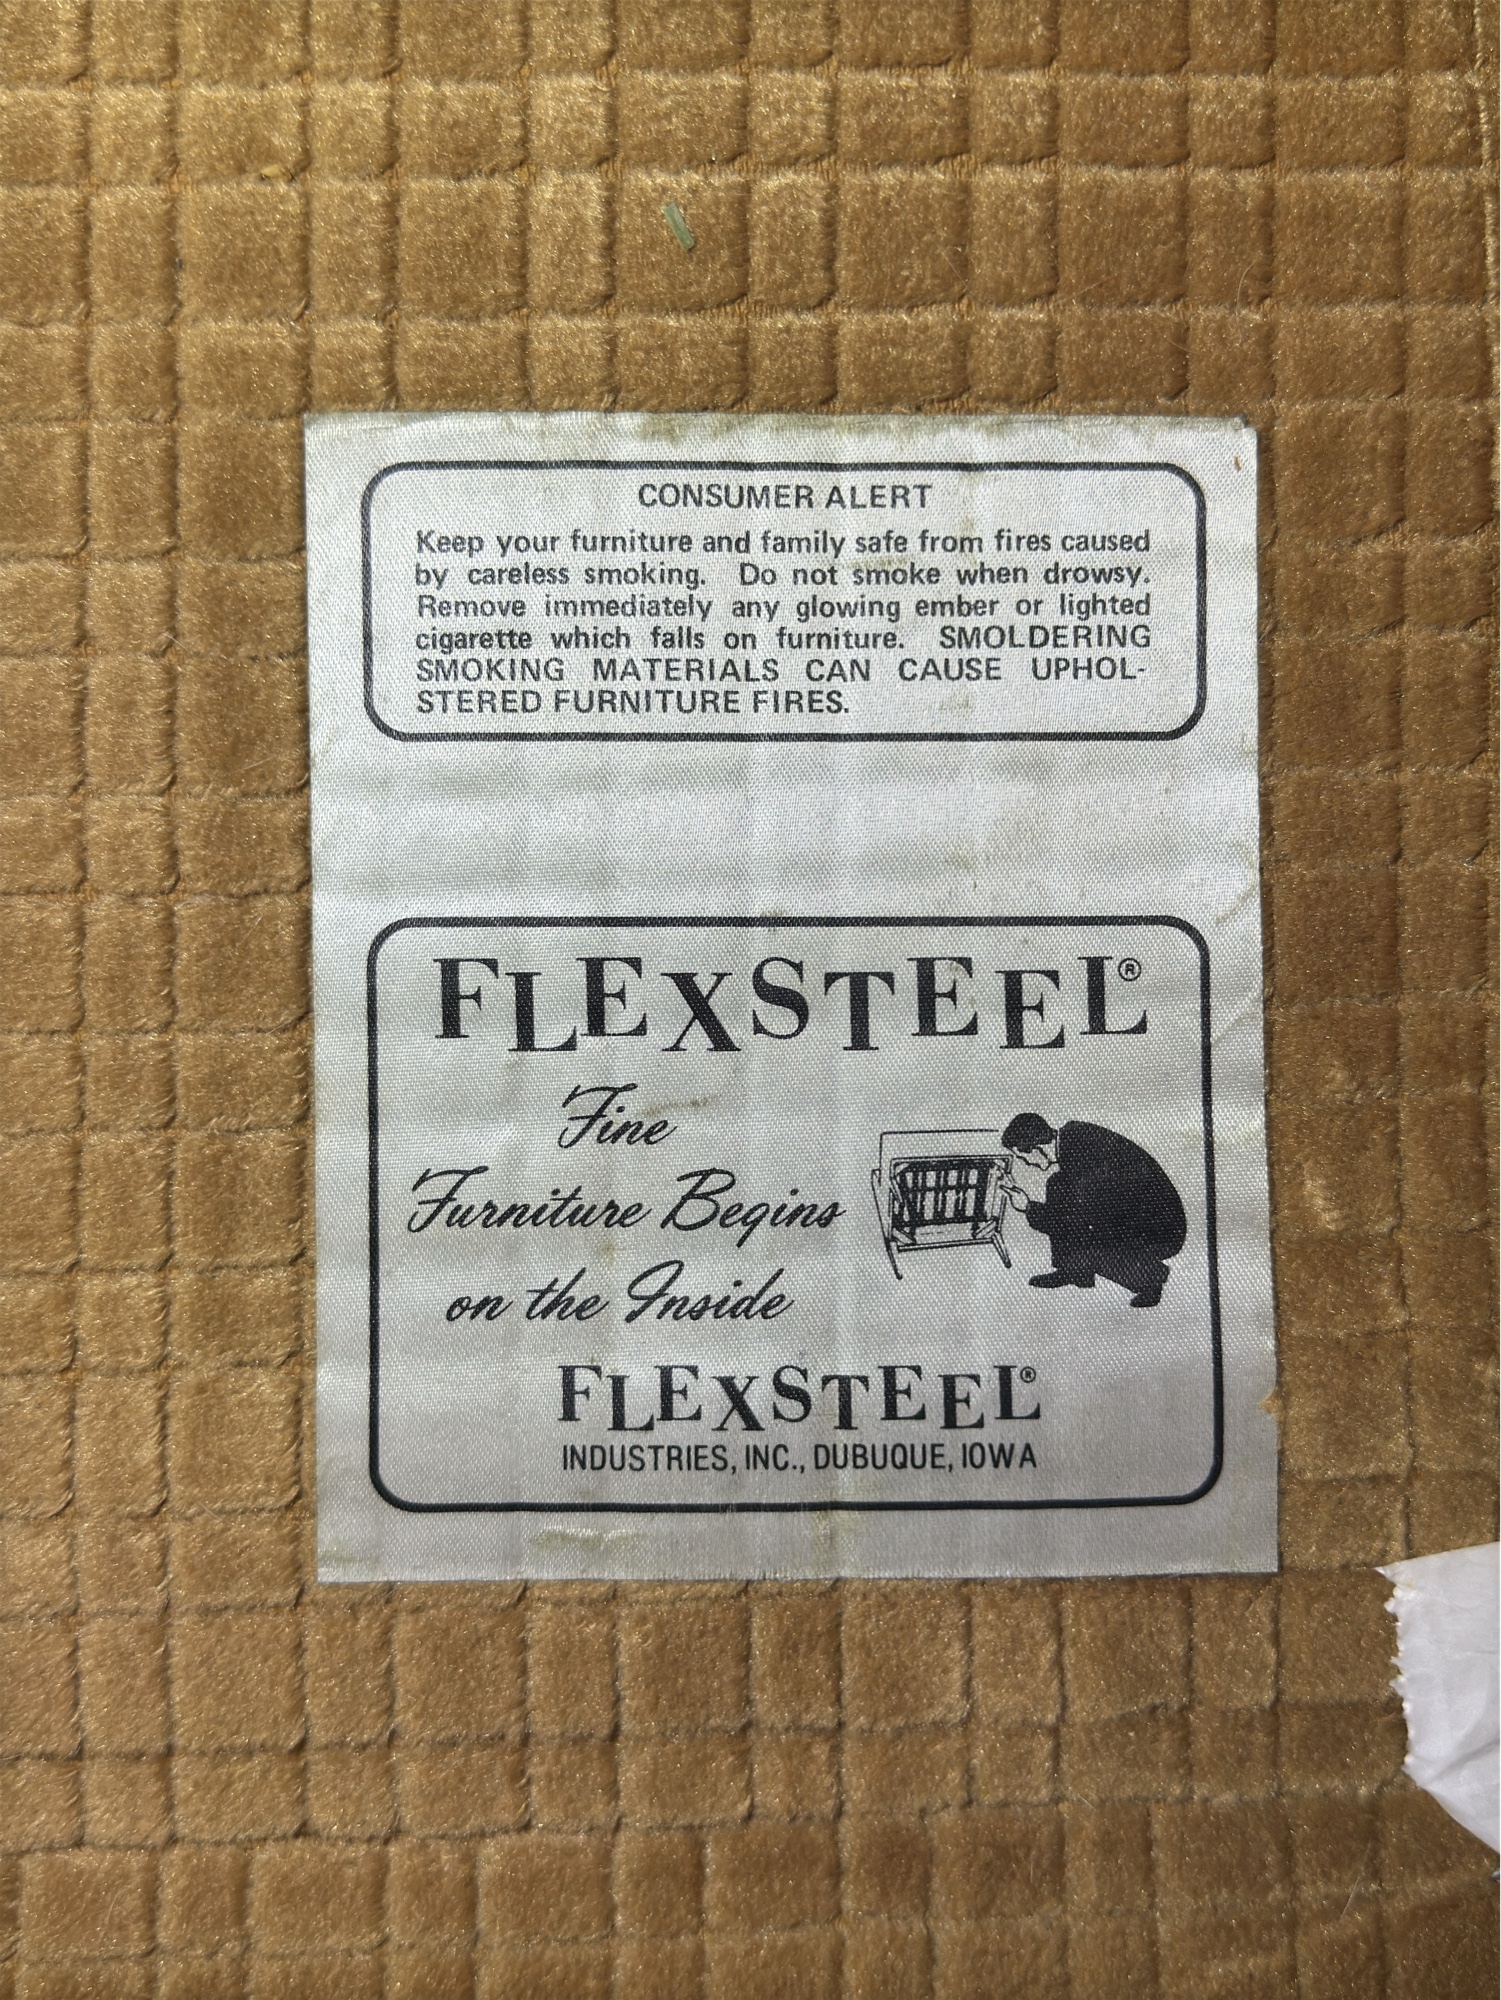 CONSUMER ALERT
Keep your furniture and family safe from fires caused
by careless smoking. Do not smoke when drowsy.
Remove immediately any glowing ember or lighted
cigarette which falls on furniture. SMOLDERING
SMOKING MATERIALS CAN CAUSE UPHOL-
STERED FURNITURE FIRES.
FLEXSTEEL®
Fine
Furniture Begins
on the Inside
FLEXSTEEL®
INDUSTRIES, INC., DUBUQUE, IOWA